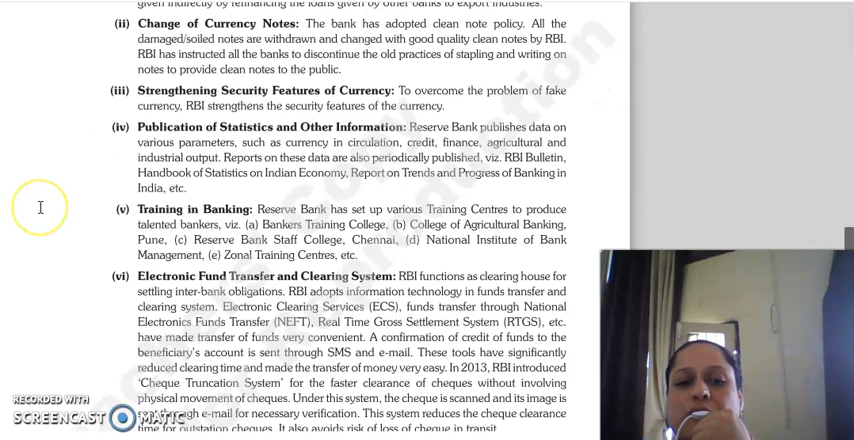 given indirectly by refinancing the loans given by other banks to export industries.
(ii) Change of Currency Notes: The bank has adopted clean note policy. All the
damaged/soiled notes are withdrawn and changed with good quality clean notes by RBI.
RBI has instructed all the banks to discontinue the old practices of stapling and writing on
notes to provide clean notes to the public.
(iii) Strengthening Security Features of Currency: To overcome the problem of fake
currency, RBI strengthens the security features of the currency.
(iv) Publication of Statistics and Other Information: Reserve Bank publishes data on
various parameters, such as currency in circulation, credit, finance, agricultural and
industrial output. Reports on these data are also periodically published, viz. RBI Bulletin,
Handbook of Statistics on Indian Economy, Report on Trends and Progress of Banking in
India, etc.
(v) Training in Banking: Reserve Bank has set up various Training Centres to produce
talented bankers, viz. (a) Bankers Training College, (b) College of Agricultural Banking,
Pune, (c) Reserve Bank Staff College, Chennai, (d) National Institute of Bank
Management, (e) Zonal Training Centres, etc.
(vi) Electronic Fund Transfer and Clearing System: RBI functions as clearing house for
settling inter-bank obligations. RBI adopts information technology in funds transfer and
clearing system. Electronic Clearing Services (ECS), funds transfer through National
Electronics Funds Transfer (NEFT), Real Time Gross Settlement System (RTGS), etc.
have made transfer of funds very convenient. A confirmation of credit of funds to the
beneficiary's account is sent through SMS and e-mail. These tools have significantly
reduced clearing time and made the transfer of money very easy. In 2013, RBI introduced
'Cheque Truncation System' for the faster clearance of cheques without involving
physical movement of cheques. Under this system, the cheque is scanned and its image is
through e-mail for necessary verification. This system reduces the cheque clearance
time for outstation cheques. It also avoids risk of loss of cheque in transit.
RECORDED WITH
SCREENCAST MATIC